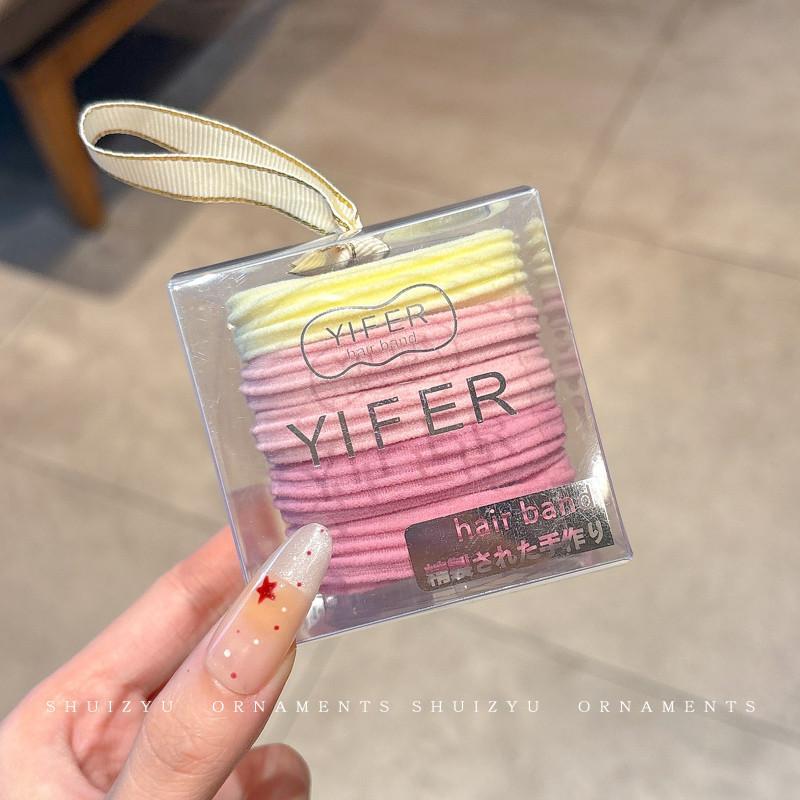 YIFER
hair band
YIFER
hair band
精製された手作り
SHUIZYU ORNAMENTS SHUIZYU ORNAMENTS